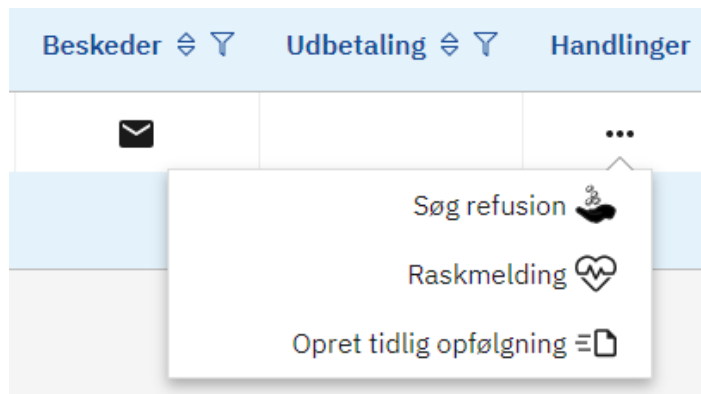 Beskeder Udbetaling Handlinger
Søg refusion
Raskmelding
Opret tidlig opfølgning